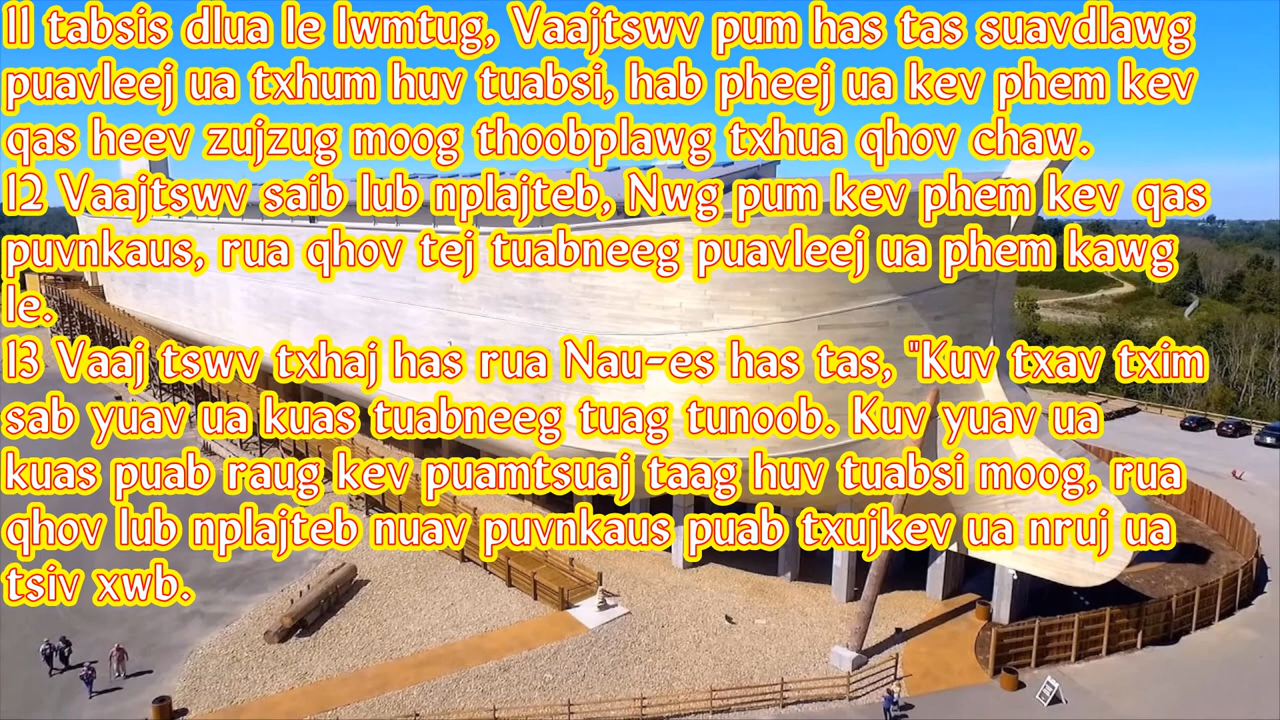 11 tabsis dlua le lwmtug, Vaajtswv pum has tas suavdlawg
puavleej ua txhum huv tuabsi, hab pheej ua kev phem kev
qas heev zujzug moog thoobplawg txhua qhov chaw.
12 Vaajtswv saib lub nplajteb, Nwg pum kev phem kev qas
puvnkaus, rua qhov tej tuabneeg puavleej ua phem kawg
le.
13 Vaaj tswv txhaj has rua Nau-es has tas, "Kuv txav txim
sab yuav ua kuas tuabneeg tuag tunoob. Kuv yuav ua
kuas puab raug kev puamtsuaj taag huv tuabsi moog, rua
qhov lub nplajteb nuav puvnkaus puab txujkev ua nruj ua
tsiv xwb.